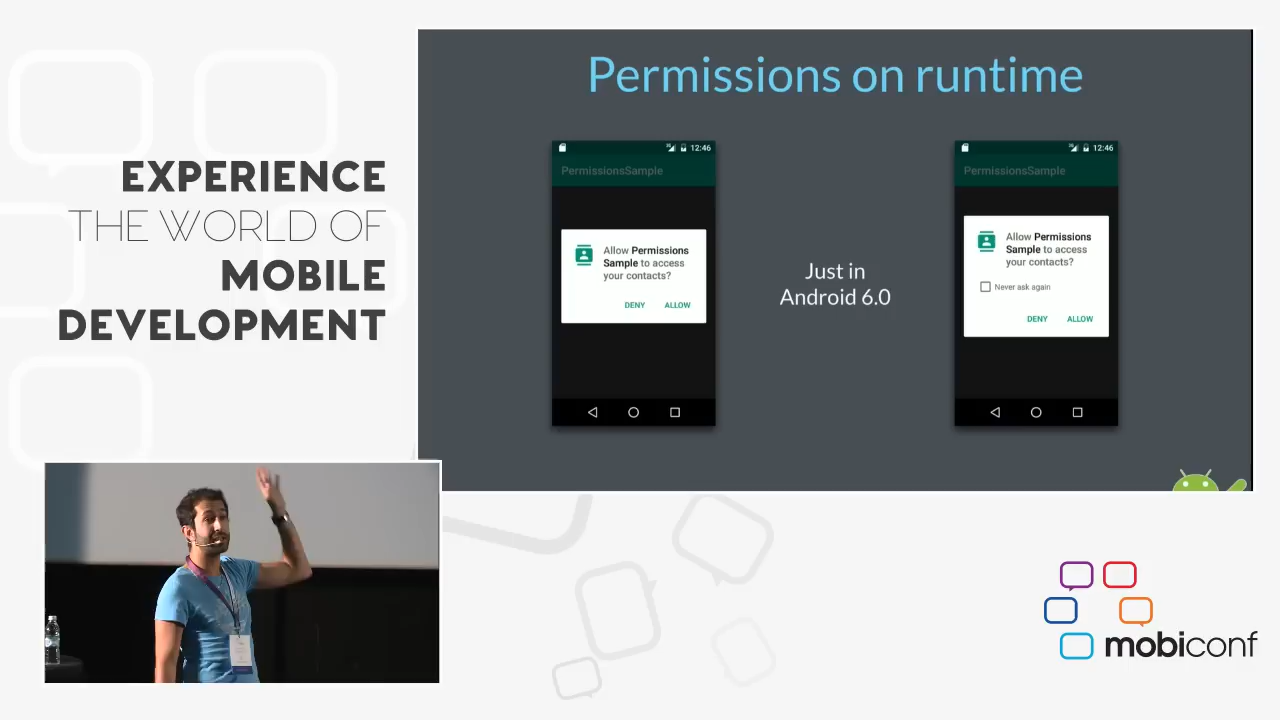 EXPERIENCE
THE WORLD OF
MOBILE
DEVELOPMENT
Permissions on runtime
12:46
PermissionsSample
Allow Permissions
Sample to access
your contacts?
DENY ALLOW
Just in
Android 6.0
12:46
PermissionsSample
Allow Permissions
Sample to access
your contacts?
Never ask again
DENY ALLOW
mobiconf